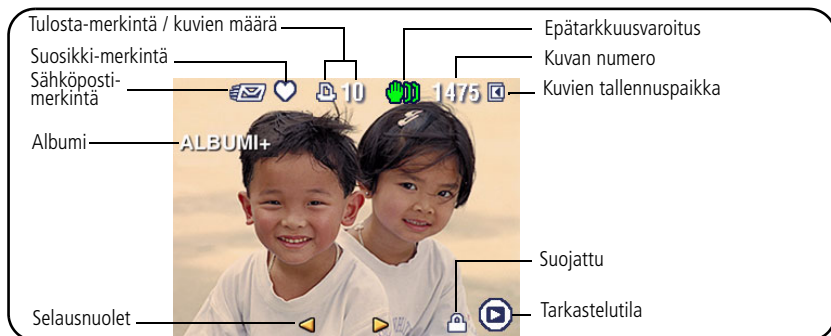 Tulosta-merkintä / kuvien määrä
Suosikki-merkintä
Sähköposti-
merkintä
Albumi
Selausnuolet
10
1475
ALBUMI+
Epätarkkuusvaroitus
Kuvan numero
Kuvien tallennuspaikka
Suojattu
Tarkastelutila